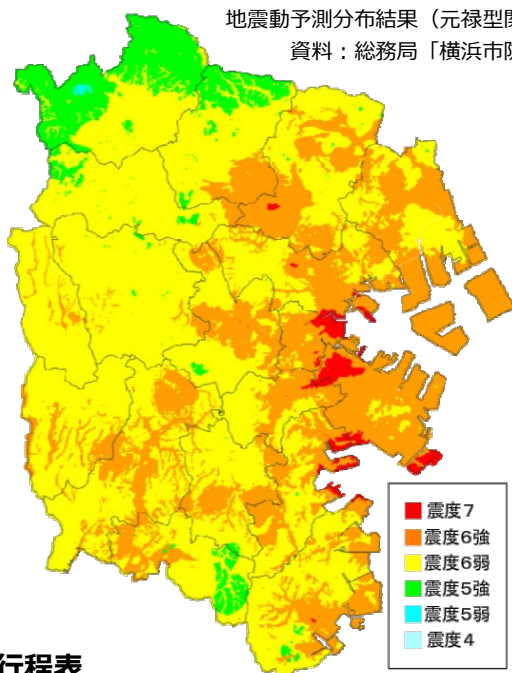 地震動予測分布結果（元禄型関
資料：総務局「横浜市防
震度7
震度6強
震度6弱
震度5強
震度5弱
震度4
行程表